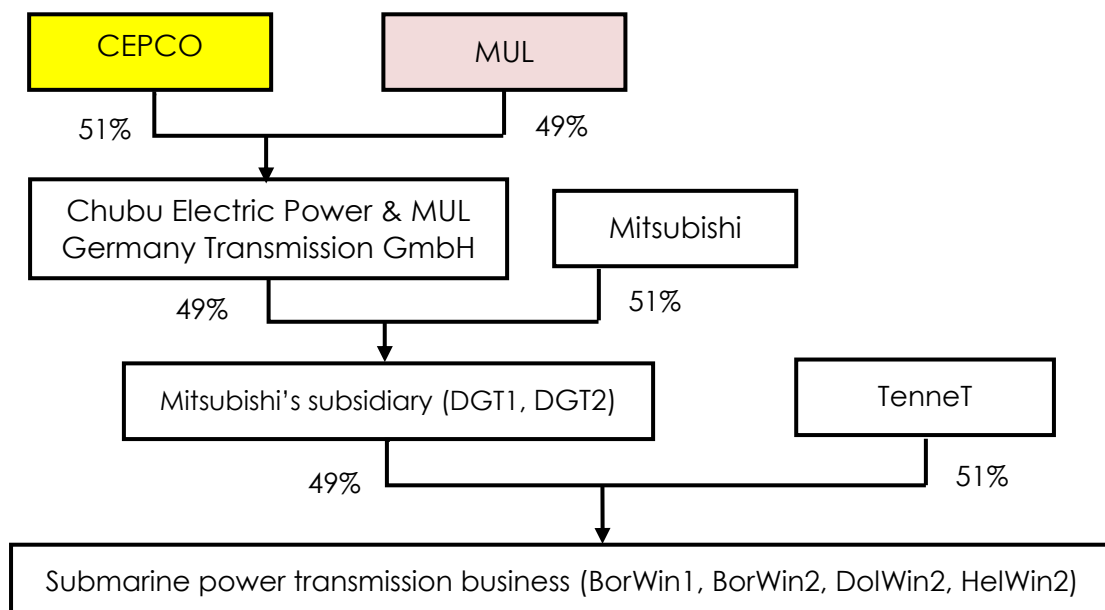 CEPCO
MUL
51%
49%
Chubu Electric Power & MUL
Germany Transmission GmbH
Mitsubishi
49%
51%
Mitsubishi’s subsidiary (DGT1, DGT2)
TenneT
49%
51%
Submarine power transmission business (BorWin1, BorWin2, DolWin2, HelWin2)